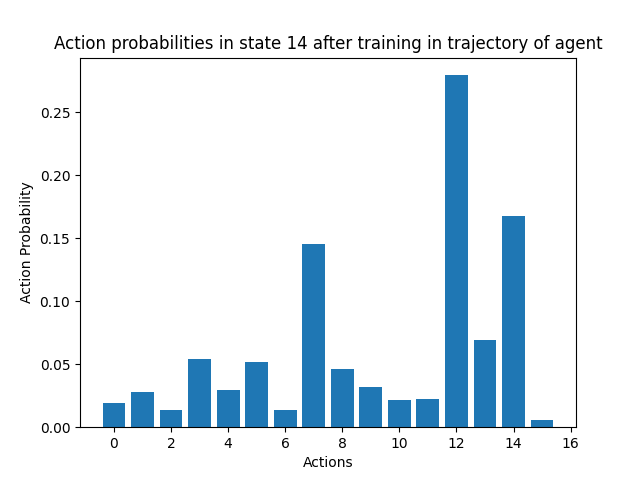 Action probabilities in state 14 after training in trajectory of agent
0.25
0.20
0.15
0.10
0.05
0.00
Action Probability
0 2 4 6 8 10 12 14 16
Actions